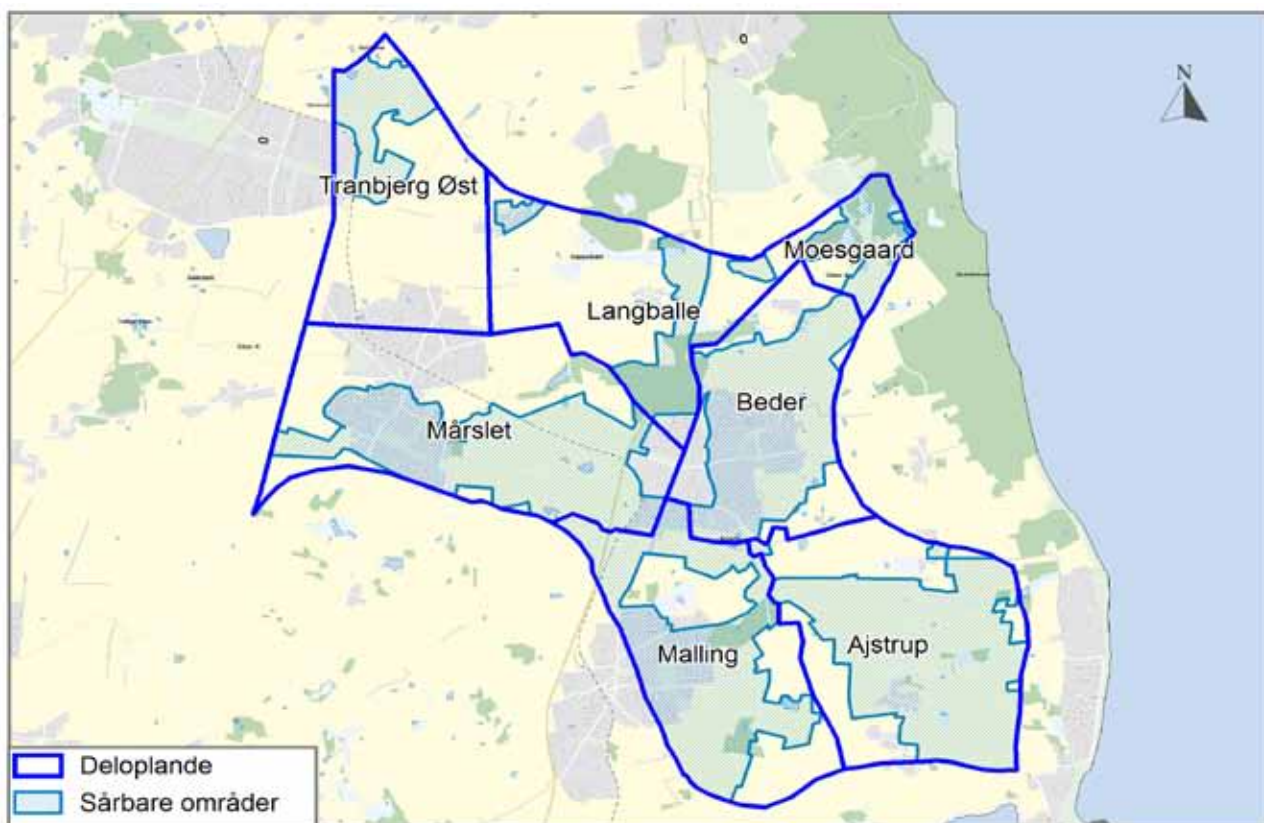 N
Tranbjerg Øst
Moesgaard
Langballe
Beder
Mårslet
Malling
Ajstrup
Deloplande
Sårbare områder